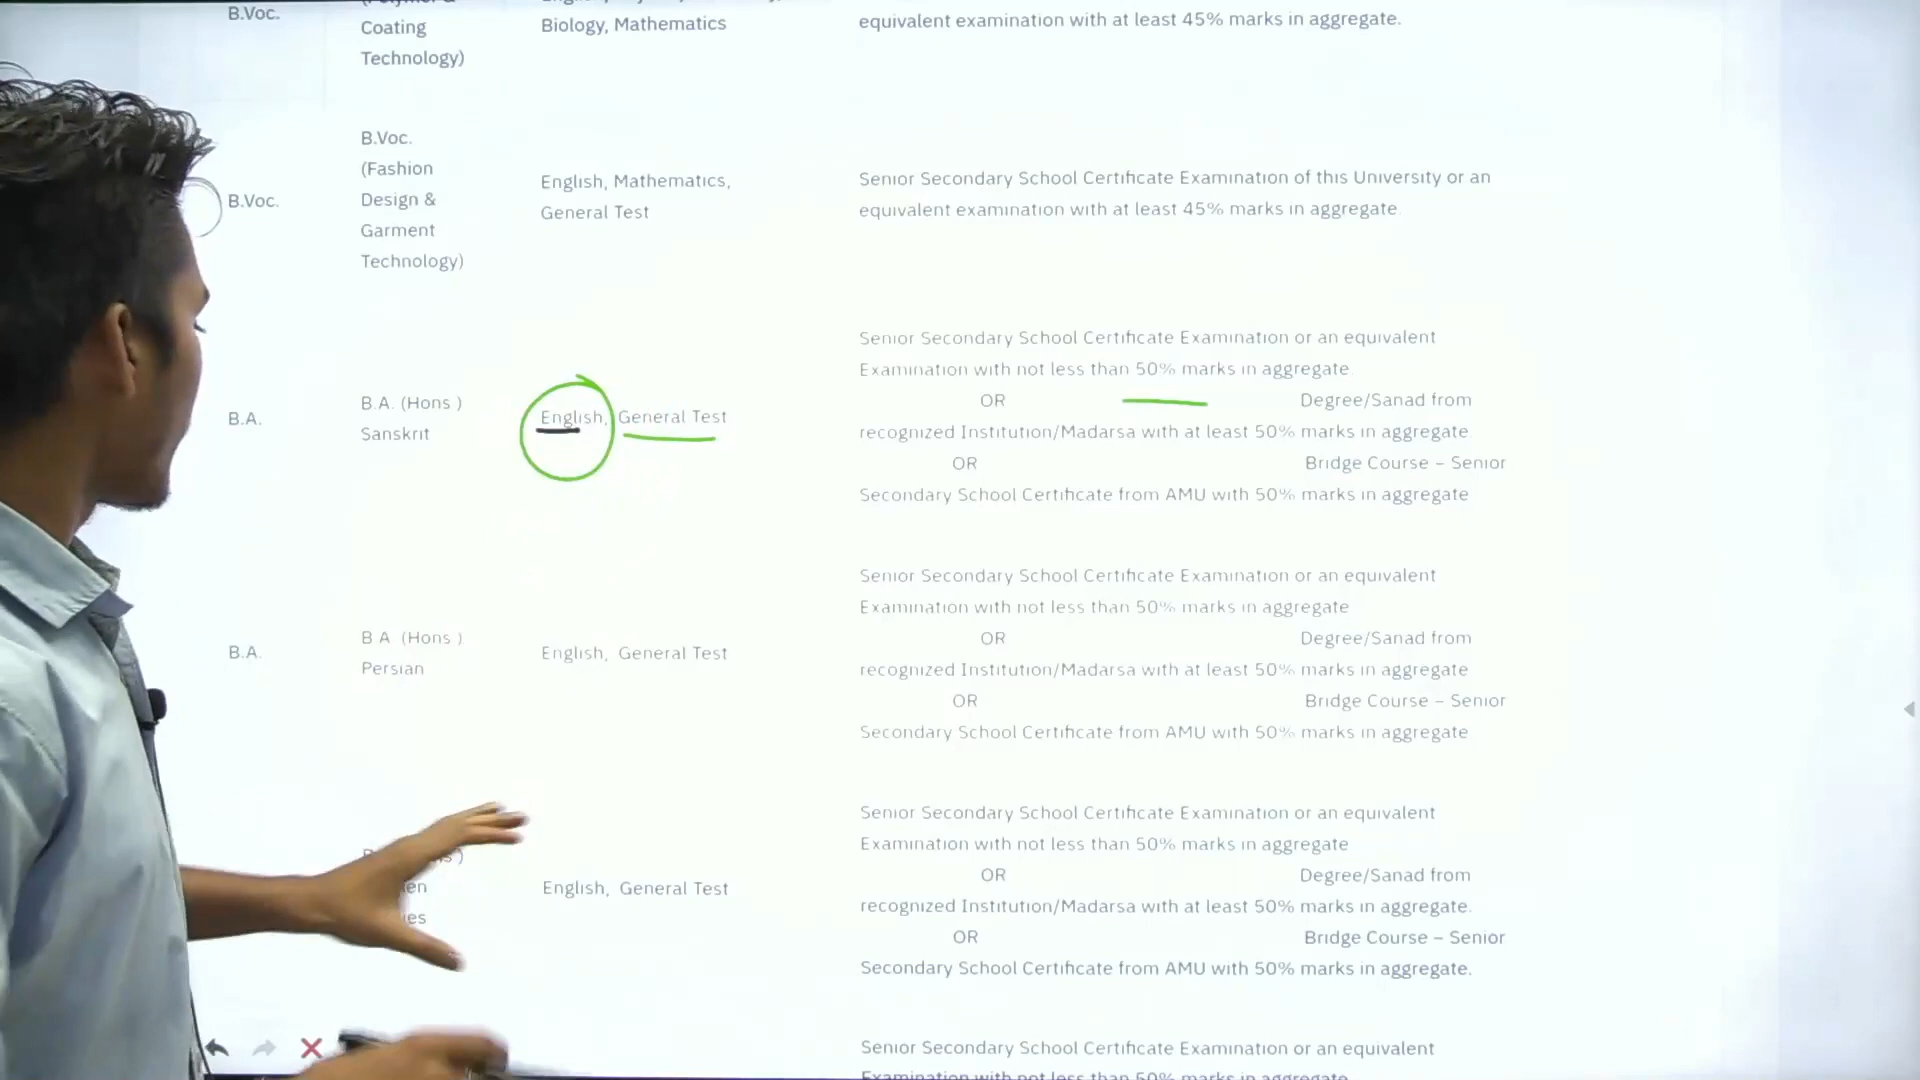 B.Voc.
Coating
Technology)
Biology, Mathematics
equivalent examination with at least 45% marks in aggregate.
B.Voc.
B.Voc.
(Fashion
Design &
Garment
Technology)
English, Mathematics,
General Test
Senior Secondary School Certificate Examination of this University or an
equivalent examination with at least 45% marks in aggregate.
B.A.
B.A. (Hons )
Sanskrit
English, General Test
Senior Secondary School Certificate Examination or an equivalent
Examination with not less than 50% marks in aggregate
OR Degree/Sanad from
recognized Institution/Madarsa with at least 50% marks in aggregate
OR Bridge Course – Senior
Secondary School Certificate from AMU with 50% marks in aggregate
B.A.
B A (Hons )
Persian
English, General Test
Senior Secondary School Certificate Examination or an equivalent
Examination with not less than 50% marks in aggregate
OR Degree/Sanad from
recognized Institution/Madarsa with at least 50% marks in aggregate
OR Bridge Course – Senior
Secondary School Certificate from AMU with 50% marks in aggregate
English, General Test
Senior Secondary School Certificate Examination or an equivalent
Examination with not less than 50% marks in aggregate
OR Degree/Sanad from
recognized Institution/Madarsa with at least 50% marks in aggregate.
OR Bridge Course – Senior
Secondary School Certificate from AMU with 50% marks in aggregate.
Senior Secondary School Certificate Examination or an equivalent
Examination with not less than 50% marks in aggregate